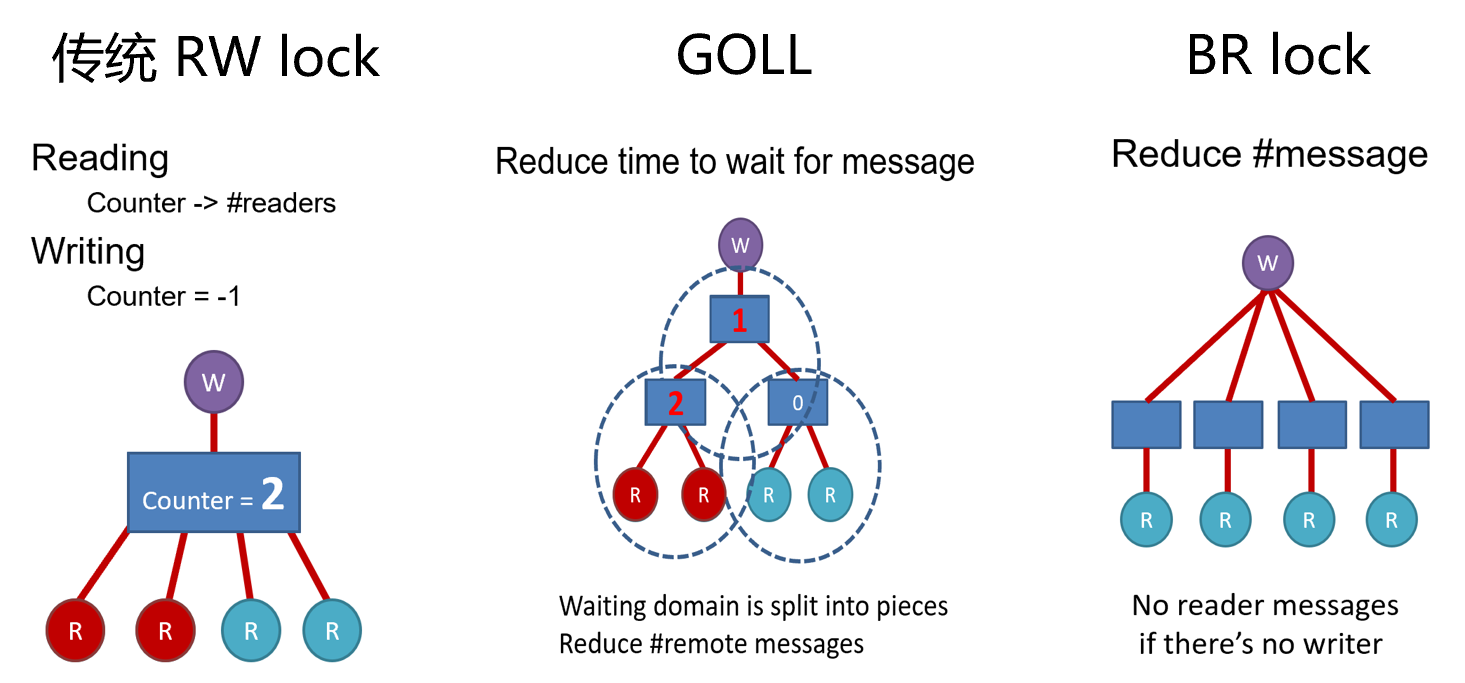 传统 RW lock
Reading
Counter -> #readers
Writing
Counter = -1
W
Counter = 2
R R R R
GOLL
Reduce time to wait for message
W
1
2 0
R R R R
Waiting domain is split into pieces
Reduce #remote messages
BR lock
Reduce #message
W
R R R R
No reader messages
if there’s no writer